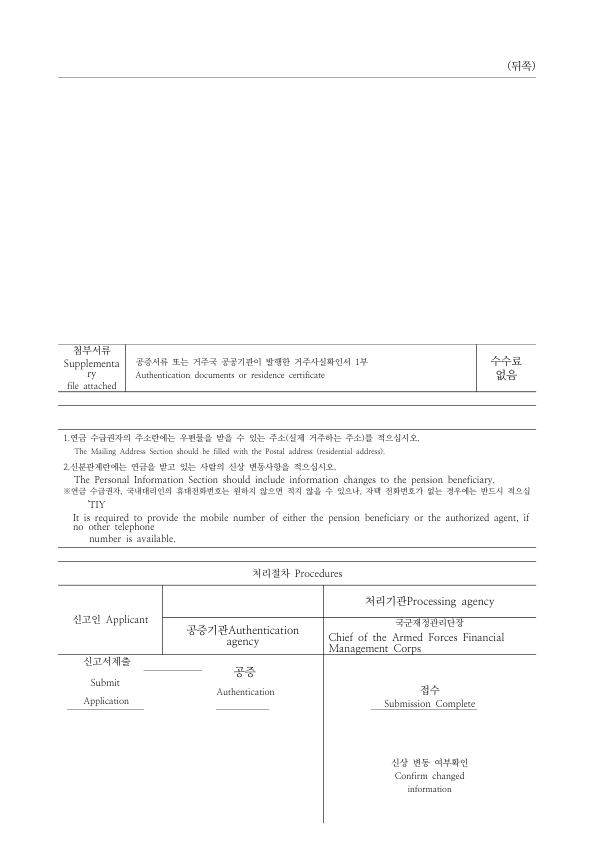 (뒤쪽)
첨부서류
Supplementa
ry
file attached
공증서류 또는 거주국 공공기관이 발행한 거주사실확인서 1부
Authentication documents or residence certificate
수수료
없음
1.연금 수급권자의 주소란에는 우편물을 받을 수 있는 주소(실제 거주하는 주소)를 적으십시오.
The Mailing Address Section should be filled with the Postal address (residential address).
2.신분관계란에는 연금을 받고 있는 사람의 신상 변동사항을 적으십시오.
The Personal Information Section should include information changes to the pension beneficiary.
※연금 수급권자, 국내대리인의 휴대전화번호는 원하지 않으면 적지 않을 수 있으나, 자택 전화번호가 없는 경우에는 반드시 적으십
'TIY
It is required to provide the mobile number of either the pension beneficiary or the authorized agent, if
no other telephone
number is available.
처리절차 Procedures
신고인 Applicant
처리기관Processing agency
공증기관Authentication
agency
국군재정관리단장
Chief of the Armed Forces Financial
Management Corps
신고서제출
Submit
Application
공증
Authentication
접수
Submission Complete
신상 변동 여부확인
Confirm changed
information